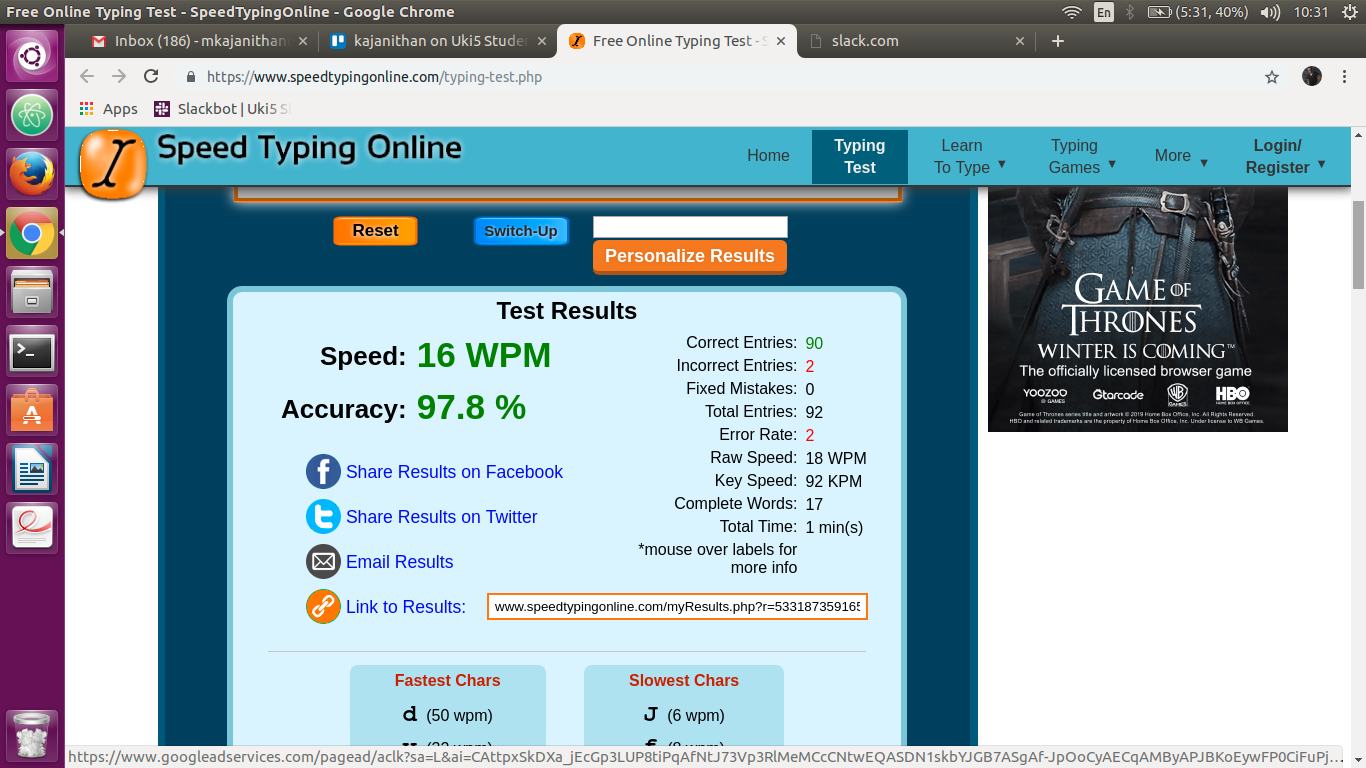 Free Online Typing Test - SpeedTypingOnline - Google Chrome
En (5:31, 40%) 10:31
Inbox (186) - mkajanithan
kajanithan on Uki5 Stude
Free Online Typing Test - S
slack.com
https://www.speedtypingonline.com/typing-test.php
Apps Slackbot | Uki5 S
Speed Typing Online
Home
Typing Test
Learn To Type ▼
Typing Games ▼
More ▼
Login/ Register ▼
Reset Switch-Up
Personalize Results
Test Results
Speed: 16 WPM
Accuracy: 97.8 %
Correct Entries: 90
Incorrect Entries: 2
Fixed Mistakes: 0
Total Entries: 92
Error Rate: 2
Raw Speed: 18 WPM
Key Speed: 92 KPM
Complete Words: 17
Total Time: 1 min(s)
*mouse over labels for
more info
Share Results on Facebook
Share Results on Twitter
Email Results
Link to Results: www.speedtypingonline.com/myResults.php?r=533187359165
Fastest Chars
d (50 wpm)
Slowest Chars
J (6 wpm)
GAME OF
THRONES
WINTER IS COMING™
The officially licensed browser game
YOOZOO GAMES Gtarcade WB GAMES HBO HOME BOX OFFICE
Game of Thrones series title and artwork © 2019 Home Box Office, Inc. All Rights Reserved.
HBO and related trademarks are the property of Home Box Office, Inc. Under license to WB Games.
https://www.googleadservices.com/pagead/aclk?sa=L&ai=CAttpxSkDXa_jEcGp3LUP8tiPqAfNtJ73Vp3RlMeMCcCNtwEQASDN1skbYJGB7ASgAf-JpOoCyAECqAMByAPJBKoEywFP0CiFuPj…